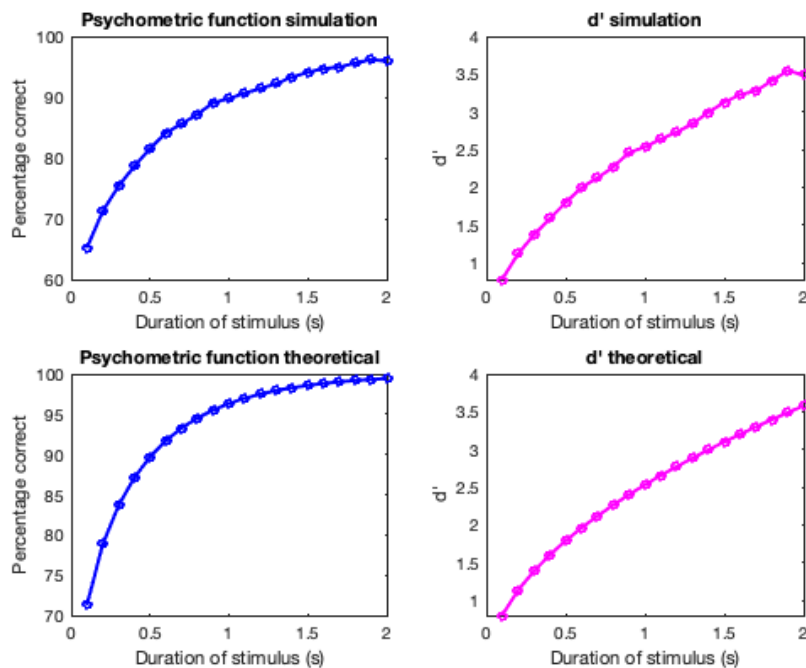 Psychometric function simulation
100
90
80
70
60
Percentage correct
0 0.5 1 1.5 2
Duration of stimulus (s)
d' simulation
4
3.5
3
2.5
2
1.5
1
d'
0 0.5 1 1.5 2
Duration of stimulus (s)
Psychometric function theoretical
100
95
90
85
80
75
70
Percentage correct
0 0.5 1 1.5 2
Duration of stimulus (s)
d' theoretical
4
3.5
3
2.5
2
1.5
1
d'
0 0.5 1 1.5 2
Duration of stimulus (s)